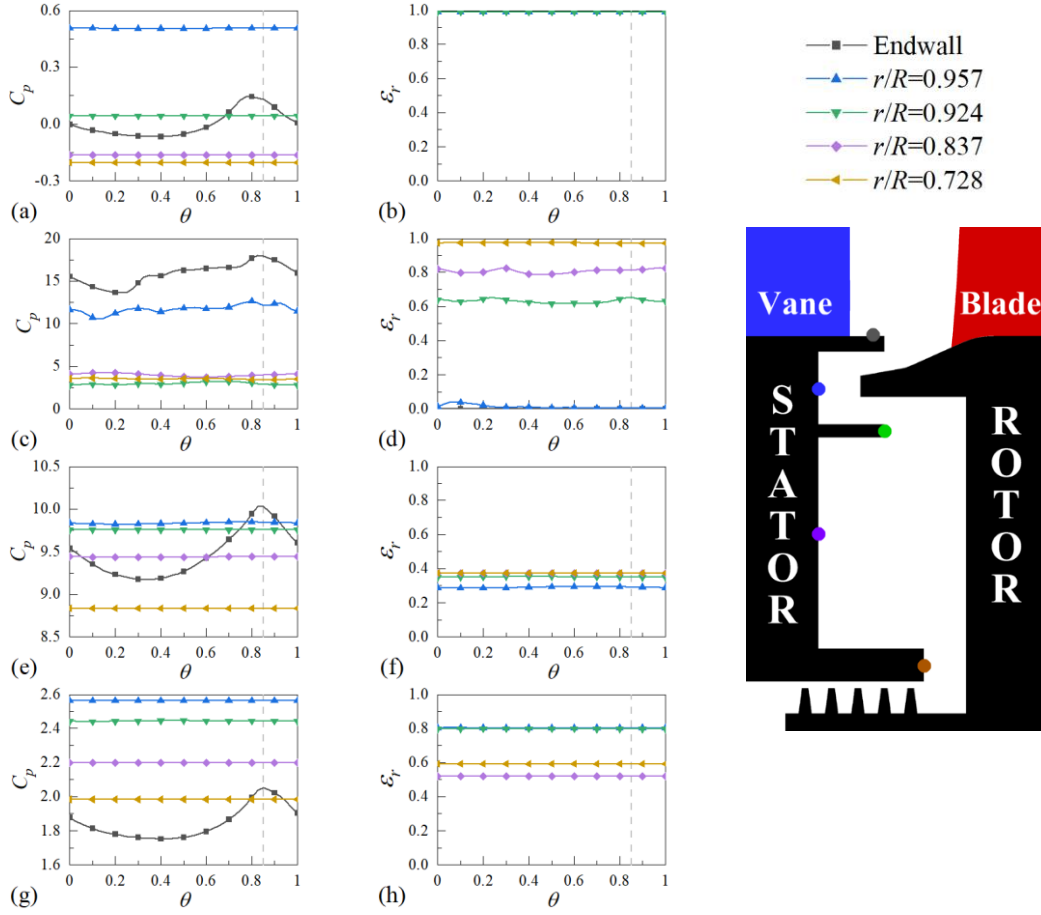 0.6
0.3
0.0
-0.3
C_p
0 0.2 0.4 0.6 0.8 1
θ
(a)
1.0
0.8
0.6
0.4
0.2
0.0
ε_r
0 0.2 0.4 0.6 0.8 1
θ
(b)
Endwall
r/R=0.957
r/R=0.924
r/R=0.837
r/R=0.728
20
15
10
5
0
C_p
0 0.2 0.4 0.6 0.8 1
θ
(c)
1.0
0.8
0.6
0.4
0.2
0.0
ε_r
0 0.2 0.4 0.6 0.8 1
θ
(d)
Vane
Blade
STATOR
ROTOR
10.5
10.0
9.5
9.0
8.5
C_p
0 0.2 0.4 0.6 0.8 1
θ
(e)
1.0
0.8
0.6
0.4
0.2
0.0
ε_r
0 0.2 0.4 0.6 0.8 1
θ
(f)
2.6
2.4
2.2
2.0
1.8
1.6
C_p
0 0.2 0.4 0.6 0.8 1
θ
(g)
1.0
0.8
0.6
0.4
0.2
0.0
ε_r
0 0.2 0.4 0.6 0.8 1
θ
(h)